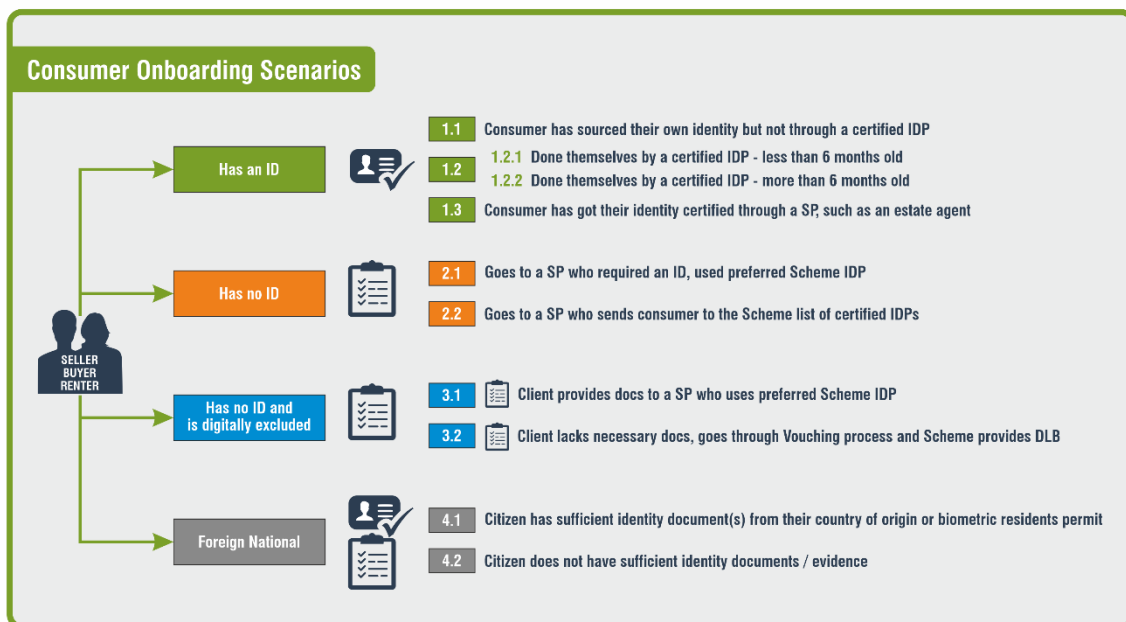 Consumer Onboarding Scenarios
SELLER
BUYER
RENTER
Has an ID
1.1 Consumer has sourced their own identity but not through a certified IDP
1.2
1.2.1 Done themselves by a certified IDP - less than 6 months old
1.2.2 Done themselves by a certified IDP - more than 6 months old
1.3 Consumer has got their identity certified through a SP, such as an estate agent
Has no ID
2.1 Goes to a SP who required an ID, used preferred Scheme IDP
2.2 Goes to a SP who sends consumer to the Scheme list of certified IDPs
Has no ID and
is digitally excluded
3.1 Client provides docs to a SP who uses preferred Scheme IDP
3.2 Client lacks necessary docs, goes through Vouching process and Scheme provides DLB
Foreign National
4.1 Citizen has sufficient identity document(s) from their country of origin or biometric residents permit
4.2 Citizen does not have sufficient identity documents / evidence